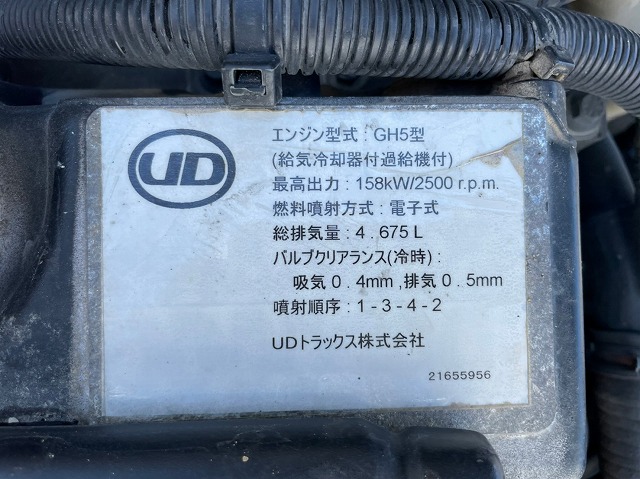 UD
エンジン型式 : GH5型
(給気冷却器付過給機付)
最高出力 : 158kW/2500 r.p.m.
燃料噴射方式 : 電子式
総排気量 : 4.675 L
バルブクリアランス(冷時) :
吸気 0.4mm ,排気 0.5mm
噴射順序 : 1 - 3 - 4 - 2
UDトラックス株式会社
21655956